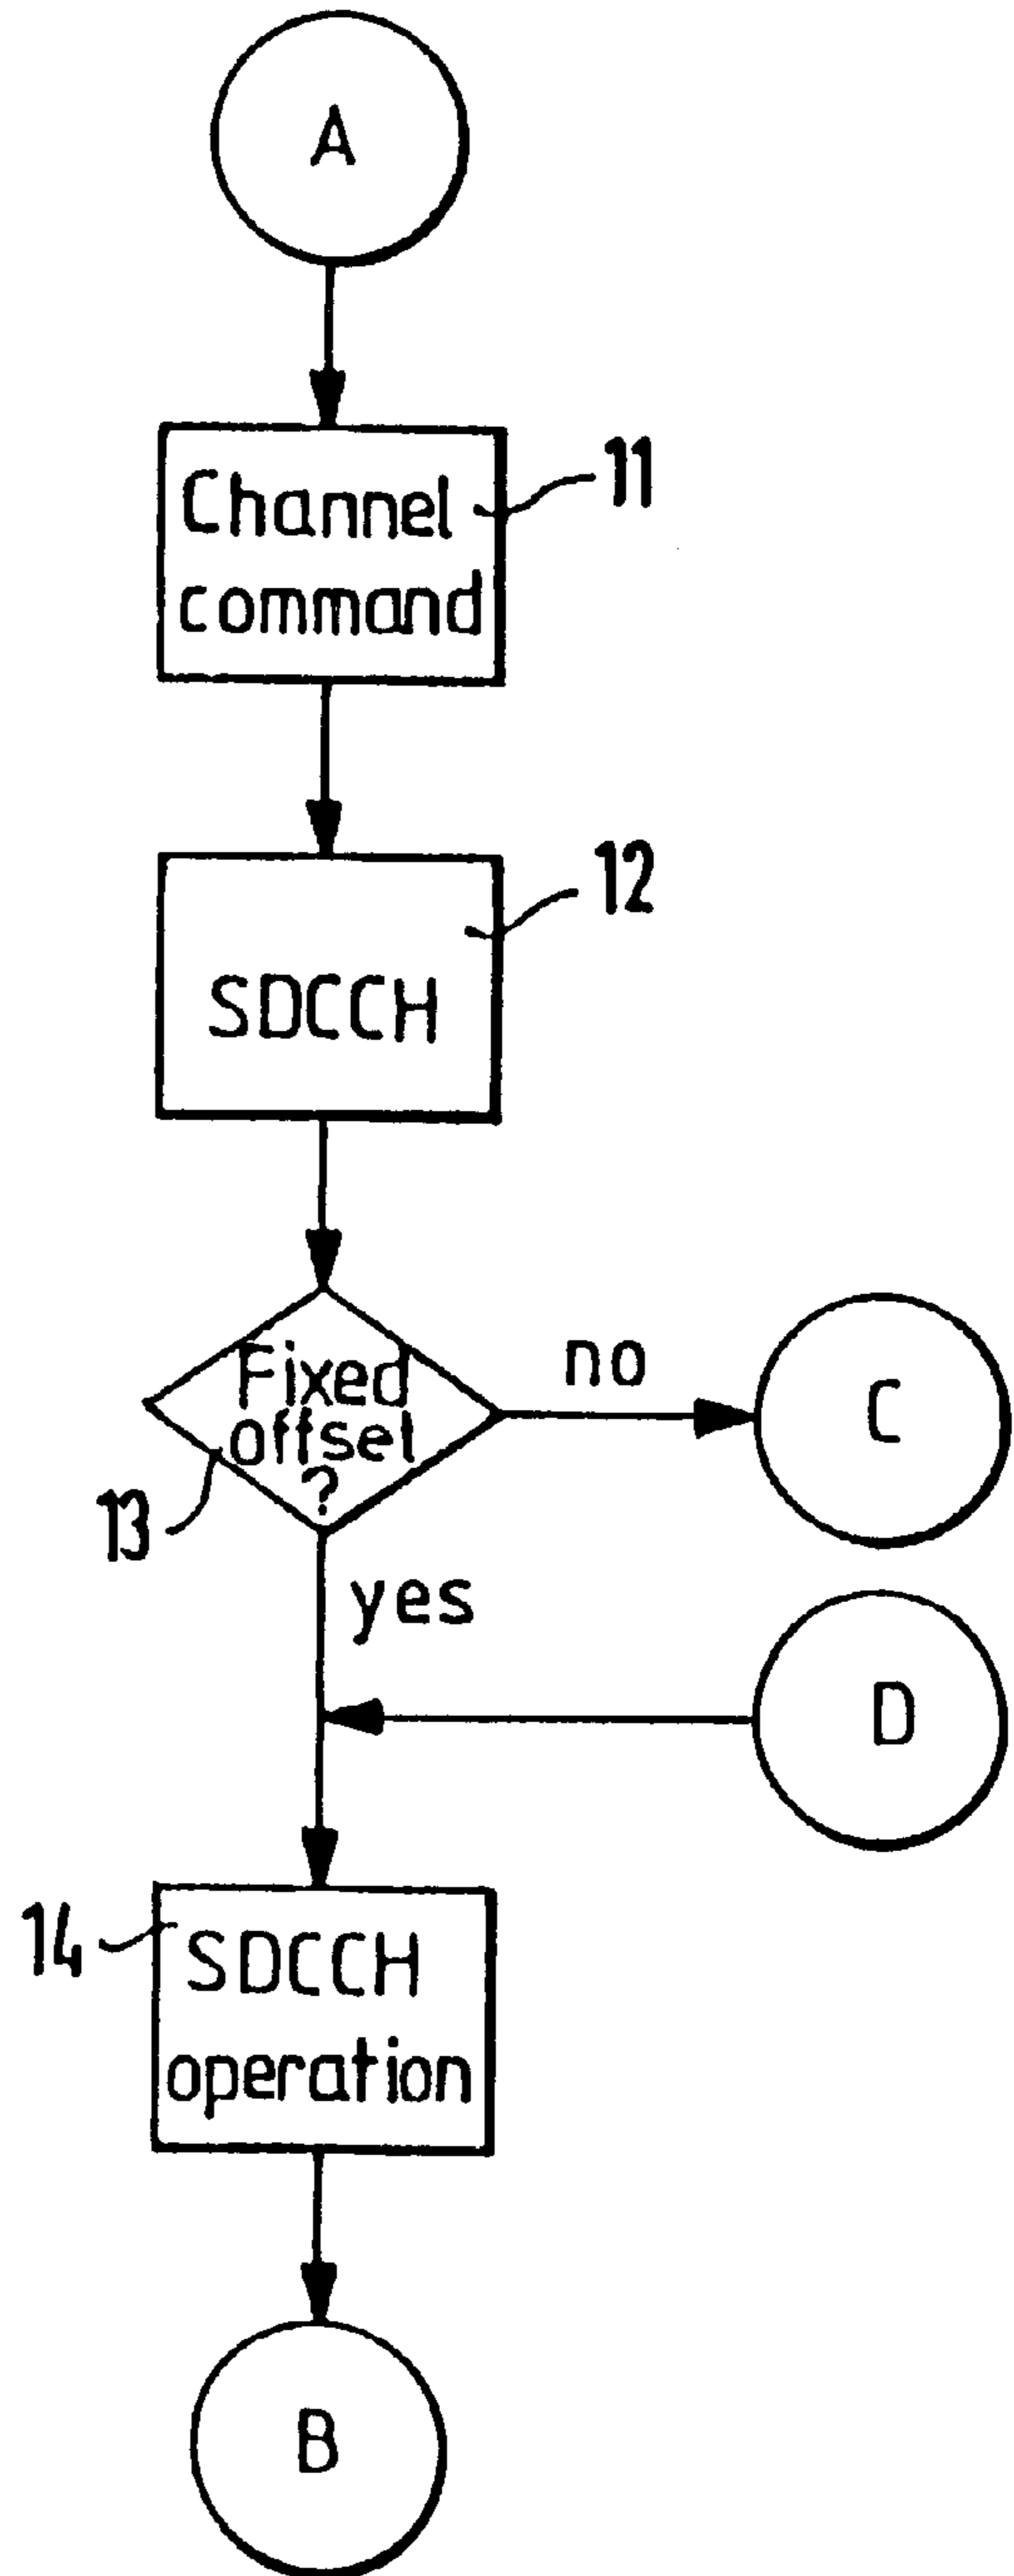 A
Channel
command
11
12
SDCCH
Fixed
offset
?
no
C
13
yes
D
14
SDCCH
operation
B